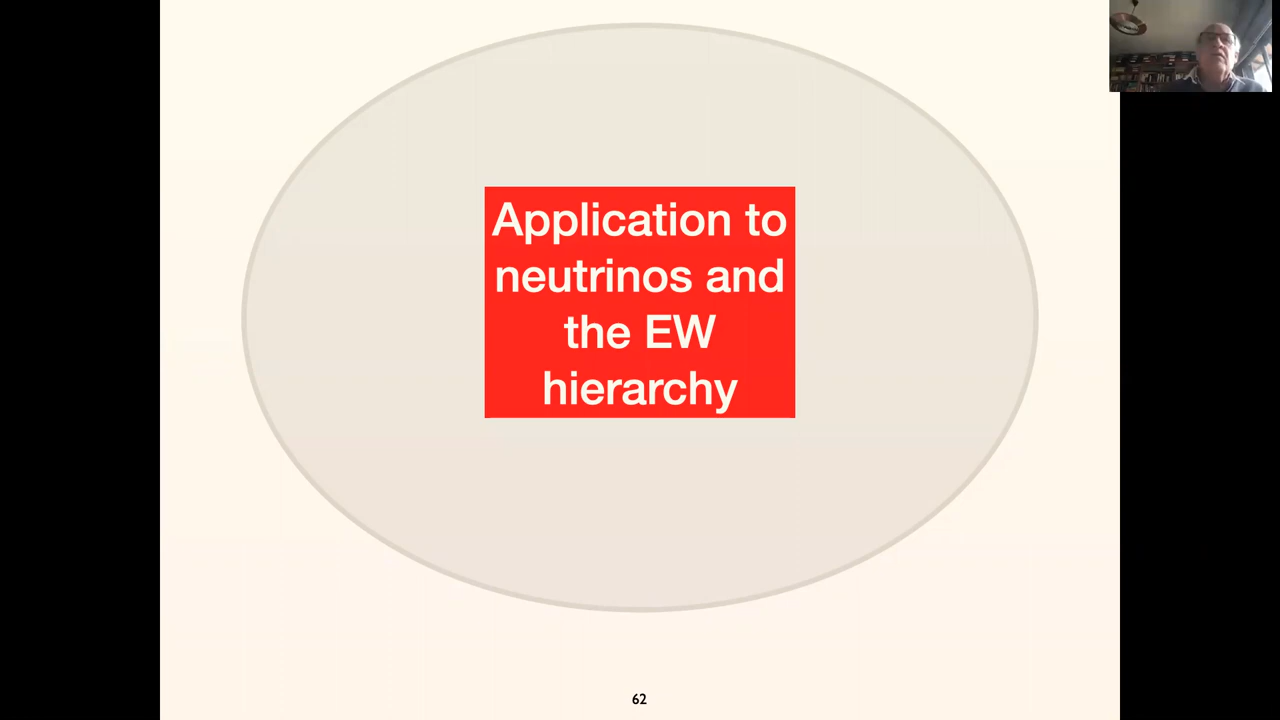 Application to
neutrinos and
the EW
hierarchy
62